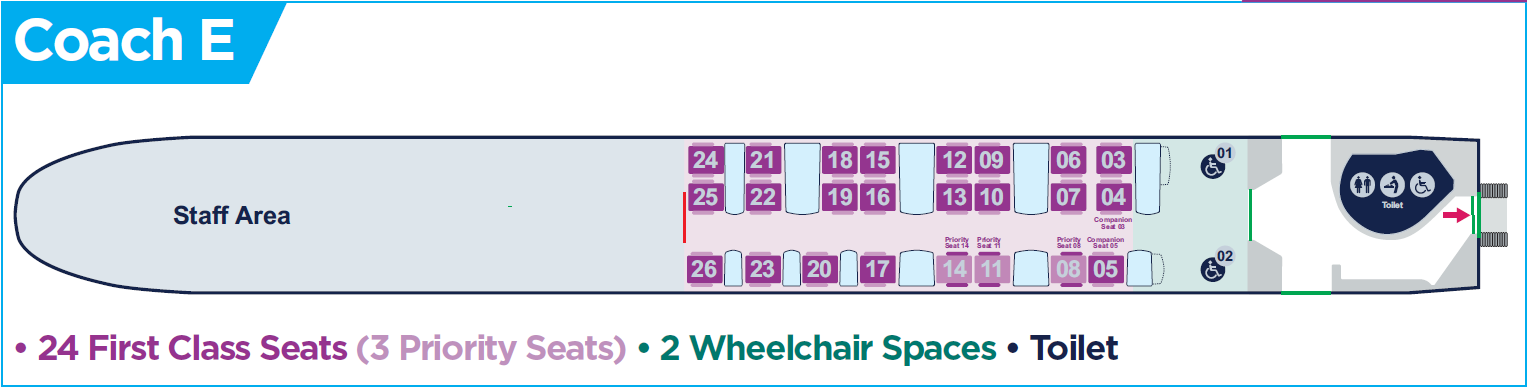 Coach E
24 21 18 15 12 09 06 03 01
25 22 19 16 13 10 07 04
Staff Area
Toilet
Companion
Seat 03
Priority
Seat 14
Priority
Seat 11
Priority
Seat 08
Companion
Seat 05
26 23 20 17 14 11 08 05 02
• 24 First Class Seats (3 Priority Seats) • 2 Wheelchair Spaces • Toilet